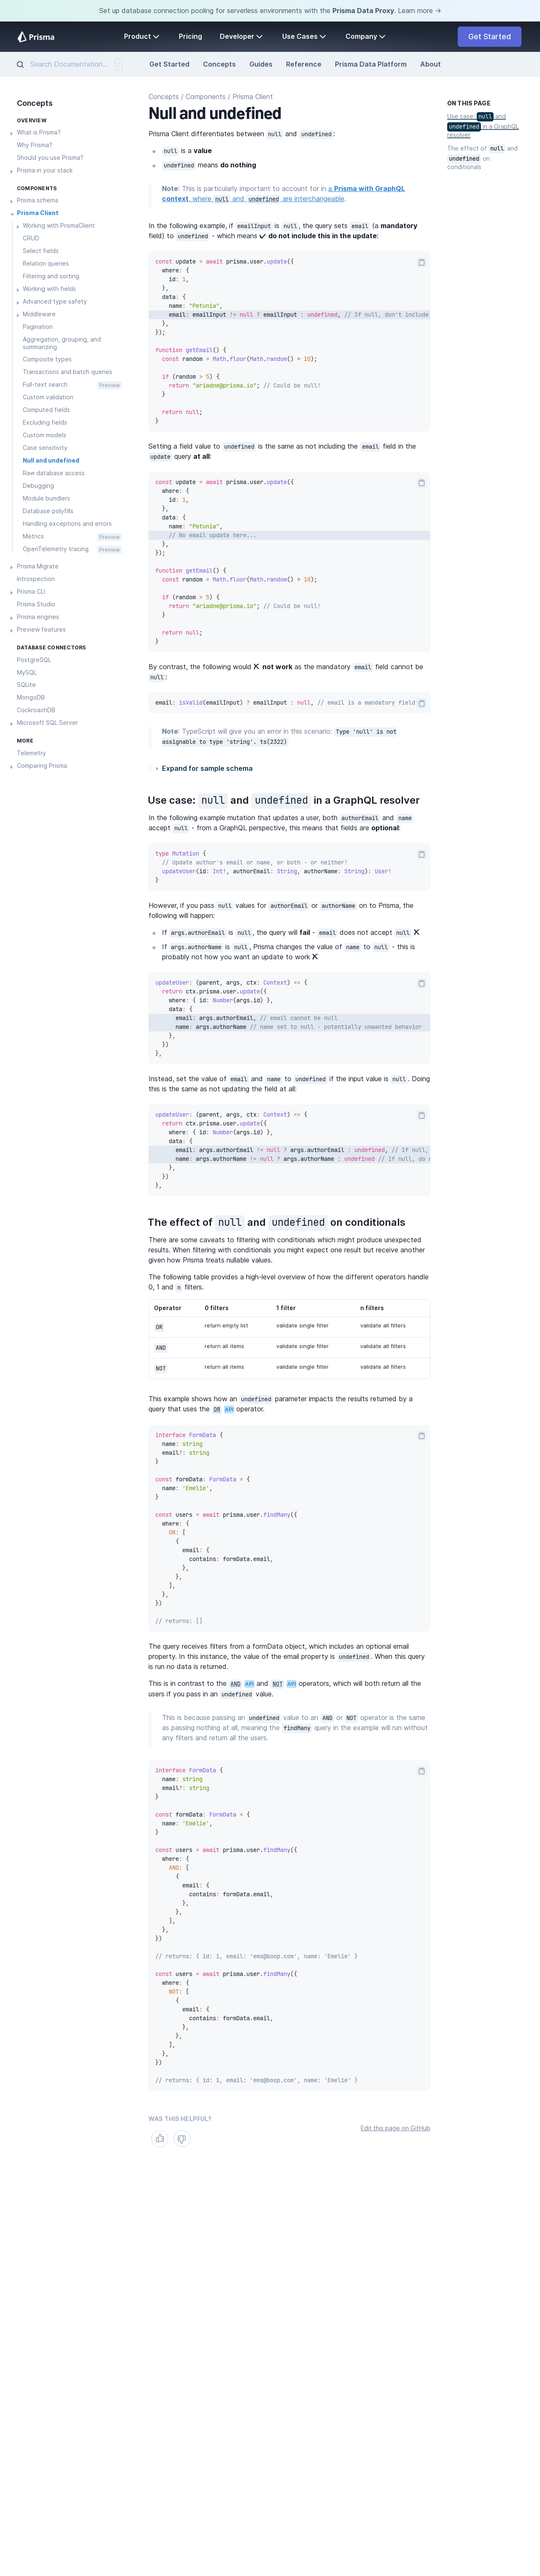 Set up database connection pooling for serverless environments with the Prisma Data Proxy. Learn more →
Prisma
Product
Pricing
Developer
Use Cases
Company
Get Started
Search Documentation... /
Get Started
Concepts
Guides
Reference
Prisma Data Platform
About
Concepts
OVERVIEW
What is Prisma?
Why Prisma?
Should you use Prisma?
Prisma in your stack
COMPONENTS
Prisma schema
Prisma Client
Working with PrismaClient
CRUD
Select fields
Relation queries
Filtering and sorting
Working with fields
Advanced type safety
Middleware
Pagination
Aggregation, grouping, and
summarizing
Composite types
Transactions and batch queries
Full-text search Preview
Custom validation
Computed fields
Excluding fields
Custom models
Case sensitivity
Null and undefined
Raw database access
Debugging
Module bundlers
Database polyfills
Handling exceptions and errors
Metrics Preview
OpenTelemetry tracing Preview
Prisma Migrate
Introspection
Prisma CLI
Prisma Studio
Prisma engines
Preview features
DATABASE CONNECTORS
PostgreSQL
MySQL
SQLite
MongoDB
CockroachDB
Microsoft SQL Server
MORE
Telemetry
Comparing Prisma
Concepts / Components / Prisma Client
Null and undefined
Prisma Client differentiates between null and undefined:
null is a value
undefined means do nothing
Note: This is particularly important to account for in a Prisma with GraphQL
context, where null and undefined are interchangeable.
In the following example, if emailInput is null, the query sets email (a mandatory
field) to undefined - which means ✔ do not include this in the update:
const update = await prisma.user.update({
where: {
id: 1,
},
data: {
name: "Petunia",
email: emailInput != null ? emailInput : undefined, // If null, don't include
},
});
function getEmail() {
const random = Math.floor(Math.random() * 10);
if (random > 5) {
return "ariadne@prisma.io"; // Could be null!
}
return null;
}
Setting a field value to undefined is the same as not including the email field in the
update query at all:
const update = await prisma.user.update({
where: {
id: 1,
},
data: {
name: "Petunia",
// No email update here...
},
});
function getEmail() {
const random = Math.floor(Math.random() * 10);
if (random > 5) {
return "ariadne@prisma.io"; // Could be null!
}
return null;
}
By contrast, the following would ✘ not work as the mandatory email field cannot be
null:
email: isValid(emailInput) ? emailInput : null, // email is a mandatory field
Note: TypeScript will give you an error in this scenario: Type 'null' is not
assignable to type 'string'. ts(2322)
Expand for sample schema
Use case: null and undefined in a GraphQL resolver
In the following example mutation that updates a user, both authorEmail and name
accept null - from a GraphQL perspective, this means that fields are optional:
type Mutation {
// Update author's email or name, or both - or neither!
updateUser(id: Int!, authorEmail: String, authorName: String): User!
}
However, if you pass null values for authorEmail or authorName on to Prisma, the
following will happen:
If args.authorEmail is null, the query will fail - email does not accept null ✘
If args.authorName is null, Prisma changes the value of name to null - this is
probably not how you want an update to work ✘
updateUser: (parent, args, ctx: Context) => {
return ctx.prisma.user.update({
where: { id: Number(args.id) },
data: {
email: args.authorEmail, // email cannot be null
name: args.authorName // name set to null - potentially unwanted behavior
},
})
},
Instead, set the value of email and name to undefined if the input value is null. Doing
this is the same as not updating the field at all:
updateUser: (parent, args, ctx: Context) => {
return ctx.prisma.user.update({
where: { id: Number(args.id) },
data: {
email: args.authorEmail != null ? args.authorEmail : undefined, // If null,
name: args.authorName != null ? args.authorName : undefined // If null, do
},
})
},
The effect of null and undefined on conditionals
There are some caveats to filtering with conditionals which might produce unexpected
results. When filtering with conditionals you might expect one result but receive another
given how Prisma treats nullable values.
The following table provides a high-level overview of how the different operators handle
0, 1 and n filters.
Operator 0 filters 1 filter n filters
OR return empty list validate single filter validate all filters
AND return all items validate single filter validate all filters
NOT return all items validate single filter validate all filters
This example shows how an undefined parameter impacts the results returned by a
query that uses the OR API operator.
interface FormData {
name: string
email?: string
}
const formData: FormData = {
name: 'Emelie',
}
const users = await prisma.user.findMany({
where: {
OR: [
{
email: {
contains: formData.email,
},
},
],
},
})
// returns: []
The query receives filters from a formData object, which includes an optional email
property. In this instance, the value of the email property is undefined. When this query
is run no data is returned.
This is in contrast to the AND API and NOT API operators, which will both return all the
users if you pass in an undefined value.
This is because passing an undefined value to an AND or NOT operator is the same
as passing nothing at all, meaning the findMany query in the example will run without
any filters and return all the users.
interface FormData {
name: string
email?: string
}
const formData: FormData = {
name: 'Emelie',
}
const users = await prisma.user.findMany({
where: {
AND: [
{
email: {
contains: formData.email,
},
},
],
},
})
// returns: { id: 1, email: 'ems@boop.com', name: 'Emelie' }
const users = await prisma.user.findMany({
where: {
NOT: [
{
email: {
contains: formData.email,
},
},
],
},
})
// returns: { id: 1, email: 'ems@boop.com', name: 'Emelie' }
WAS THIS HELPFUL?
Edit this page on GitHub
ON THIS PAGE
Use case: null and
undefined in a GraphQL
resolver
The effect of null and
undefined on
conditionals